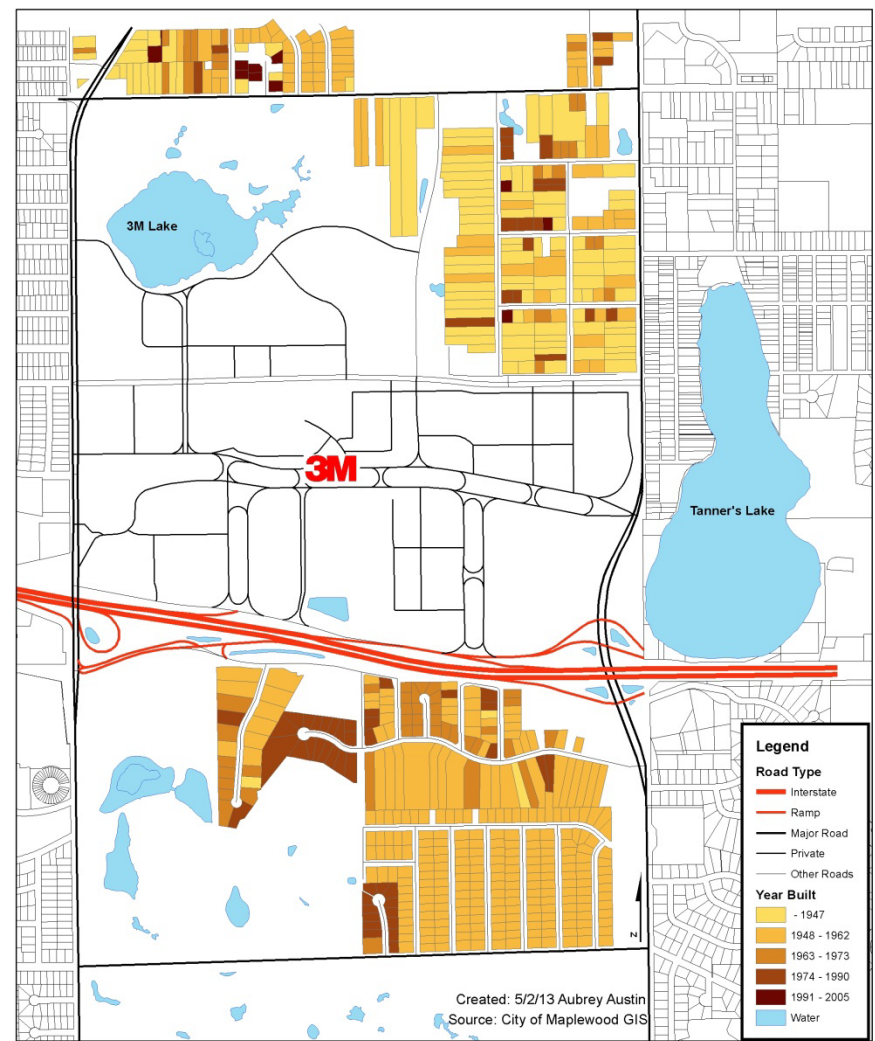 3M Lake
3M
Tanner's Lake
Legend
Road Type
Interstate
Ramp
Major Road
Private
Other Roads
Year Built
- 1947
1948 - 1962
1963 - 1973
1974 - 1990
1991 - 2005
Water
N
Created: 5/2/13 Aubrey Austin
Source: City of Maplewood GIS